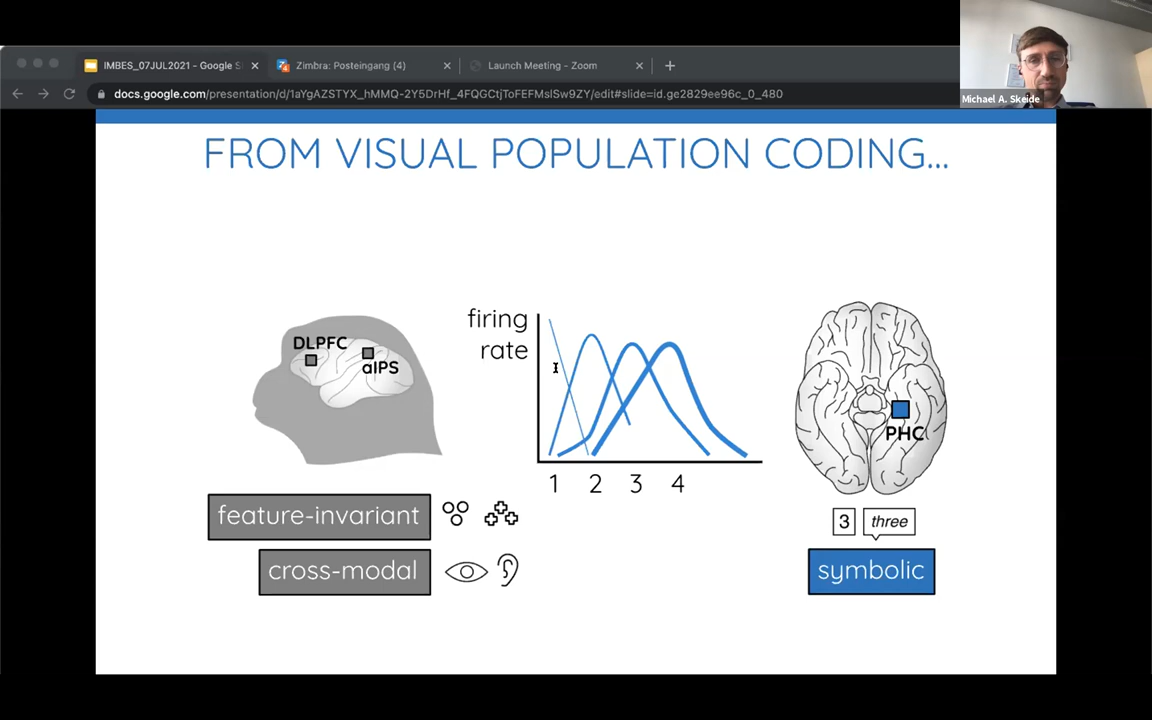 IMBES_07JUL2021 - Google S
Zimbra: Posteingang (4)
Launch Meeting - Zoom
docs.google.com/presentation/d/1aYgAZSTYX_hMMQ-2Y5DrHf_4FQGCtjToFEFMslSw9ZY/edit#slide=id.ge2829ee96c_0_480
Michael A. Skeide
FROM VISUAL POPULATION CODING...
DLPFC
aIPS
firing
rate
1 2 3 4
PHC
feature-invariant
cross-modal
3 three
symbolic